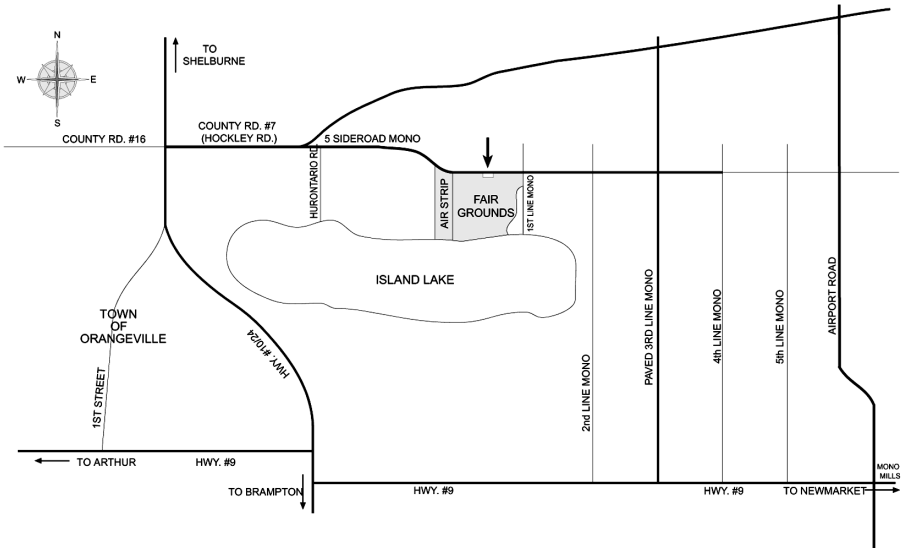 N
W
E
S
TO
SHELBURNE
COUNTY RD. #16
COUNTY RD. #7
(HOCKLEY RD.)
5 SIDEROAD MONO
HURONTARIO RD.
AIR STRIP
FAIR
GROUNDS
1ST LINE MONO
ISLAND LAKE
TOWN
OF
ORANGEVILLE
HWY. #10/24
1ST STREET
2nd LINE MONO
PAVED 3RD LINE MONO
4th LINE MONO
5th LINE MONO
AIRPORT ROAD
TO ARTHUR
HWY. #9
TO BRAMPTON
HWY. #9
HWY. #9
TO NEWMARKET
MONO
MILLS